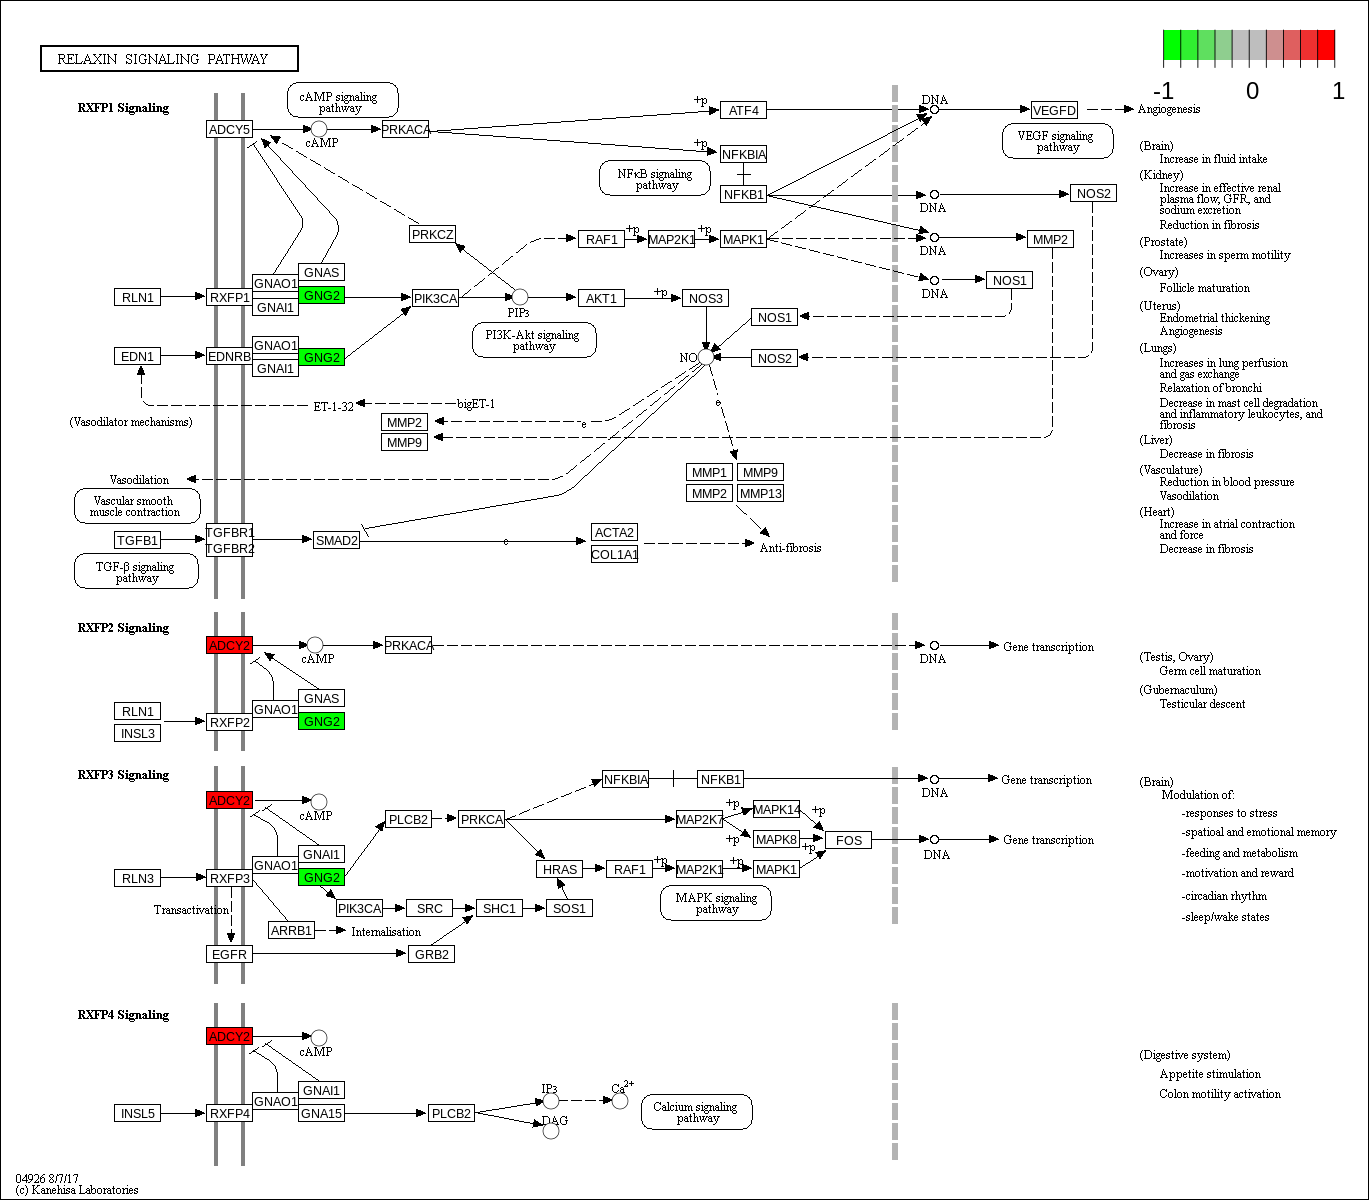 RELAXIN SIGNALING PATHWAY
-1 0 1
RXFP1 Signaling
cAMP signaling
pathway
ADCY5
cAMP
PRKACA
+p
ATF4
DNA
VEGFD
Angiogenesis
VEGF signaling
pathway
+p
NFKBIA
NFκB signaling
pathway
NFKB1
DNA
NOS2
PRKCZ
RAF1
+p
MAP2K1
+p
MAPK1
DNA
MMP2
GNAS
GNAO1
GNG2
GNAI1
RLN1
RXFP1
PIK3CA
PIP3
AKT1
+p
NOS3
DNA
NOS1
NOS1
PI3K-Akt signaling
pathway
EDN1
EDNRB
GNAO1
GNG2
GNAI1
NO
NOS2
ET-1-32
bigET-1
e
(Vasodilator mechanisms)
MMP2
e
MMP9
Vasodilation
MMP1
MMP9
MMP2
MMP13
Vascular smooth
muscle contraction
TGFB1
TGFBR1
TGFBR2
SMAD2
e
ACTA2
COL1A1
Anti-fibrosis
TGF-β signaling
pathway
(Brain)
Increase in fluid intake
(Kidney)
Increase in effective renal
plasma flow, GFR, and
sodium excretion
Reduction in fibrosis
(Prostate)
Increases in sperm motility
(Ovary)
Follicle maturation
(Uterus)
Endometrial thickening
Angiogenesis
(Lungs)
Increases in lung perfusion
and gas exchange
Relaxation of bronchi
Decrease in mast cell degradation
and inflammatory leukocytes, and
fibrosis
(Liver)
Decrease in fibrosis
(Vasculature)
Reduction in blood pressure
Vasodilation
(Heart)
Increase in atrial contraction
and force
Decrease in fibrosis
RXFP2 Signaling
ADCY2
cAMP
PRKACA
DNA
Gene transcription
GNAS
GNAO1
GNG2
RLN1
INSL3
RXFP2
(Testis, Ovary)
Germ cell maturation
(Gubernaculum)
Testicular descent
RXFP3 Signaling
ADCY2
cAMP
NFKBIA
NFKB1
DNA
Gene transcription
PLCB2
PRKCA
MAP2K7
+p
MAPK14
+p
+p
MAPK8
+p
FOS
DNA
Gene transcription
GNAI1
GNAO1
GNG2
RLN3
RXFP3
HRAS
RAF1
+p
MAP2K1
+p
MAPK1
MAPK signaling
pathway
Transactivation
PIK3CA
SRC
SHC1
SOS1
ARRB1
Internalisation
EGFR
GRB2
(Brain)
Modulation of:
-responses to stress
-spatioal and emotional memory
-feeding and metabolism
-motivation and reward
-circadian rhythm
-sleep/wake states
RXFP4 Signaling
ADCY2
cAMP
GNAI1
GNAO1
GNA15
INSL5
RXFP4
PLCB2
IP3
Ca2+
DAG
Calcium signaling
pathway
(Digestive system)
Appetite stimulation
Colon motility activation
04926 8/7/17
(c) Kanehisa Laboratories